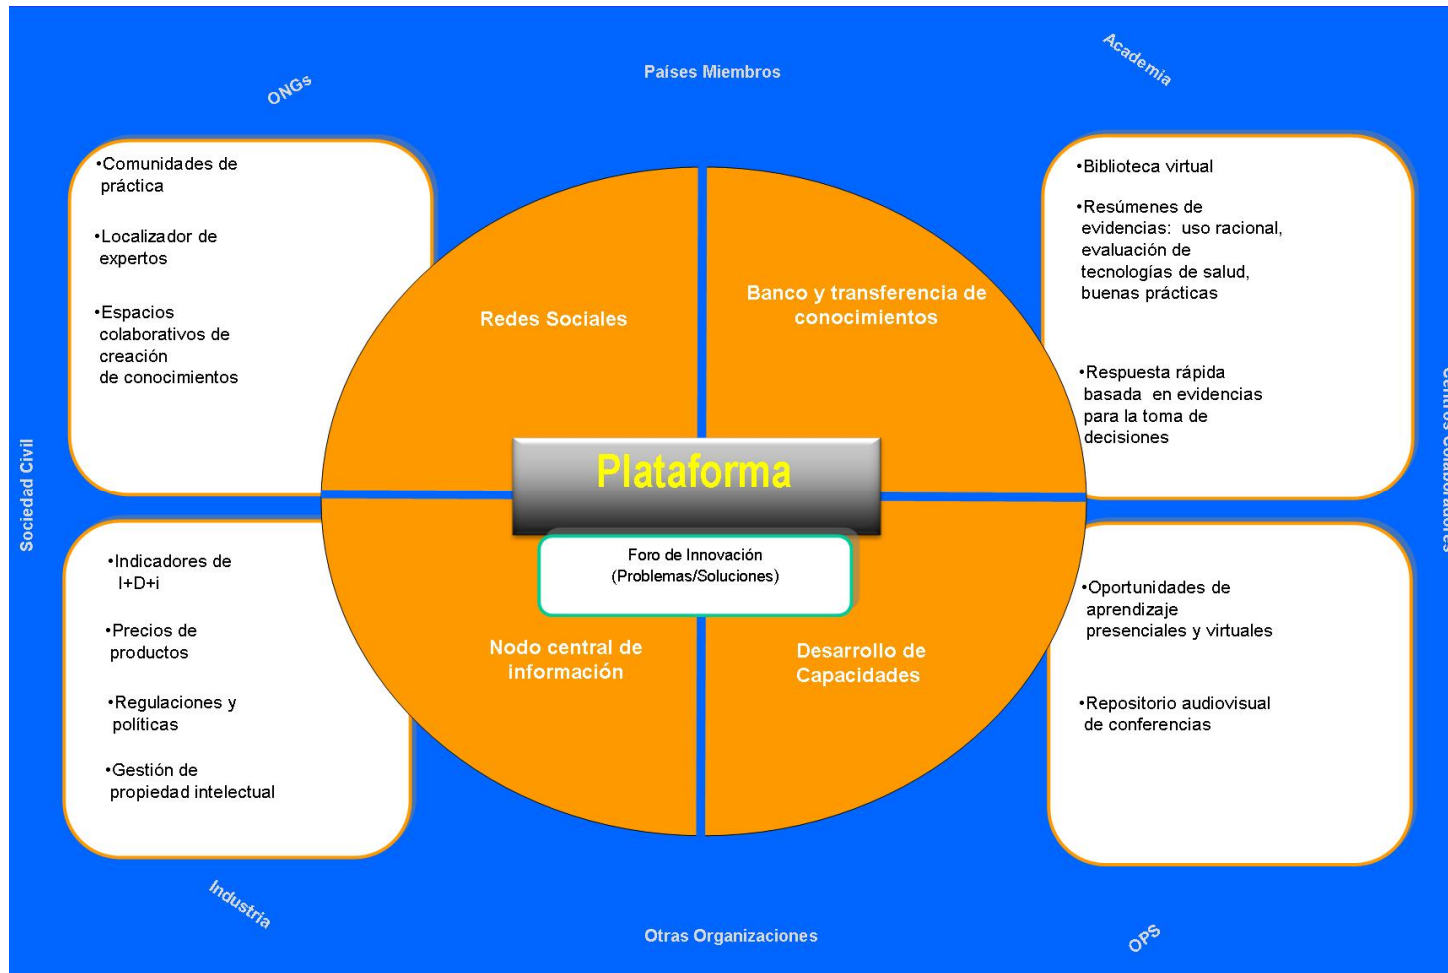 ONGs
Países Miembros
Academia
•Comunidades de
práctica
•Localizador de
expertos
•Espacios
colaborativos de
creación
de conocimientos
•Biblioteca virtual
•Resúmenes de
evidencias: uso racional,
evaluación de
tecnologías de salud,
buenas prácticas
•Respuesta rápida
basada en evidencias
para la toma de
decisiones
Redes Sociales
Banco y transferencia de
conocimientos
Sociedad Civil
Centros Colaboradores
Plataforma
Foro de Innovación
(Problemas/Soluciones)
Nodo central de
información
Desarrollo de
Capacidades
•Indicadores de
I+D+i
•Precios de
productos
•Regulaciones y
políticas
•Gestión de
propiedad intelectual
•Oportunidades de
aprendizaje
presenciales y virtuales
•Repositorio audiovisual
de conferencias
Industria
Otras Organizaciones
OPS